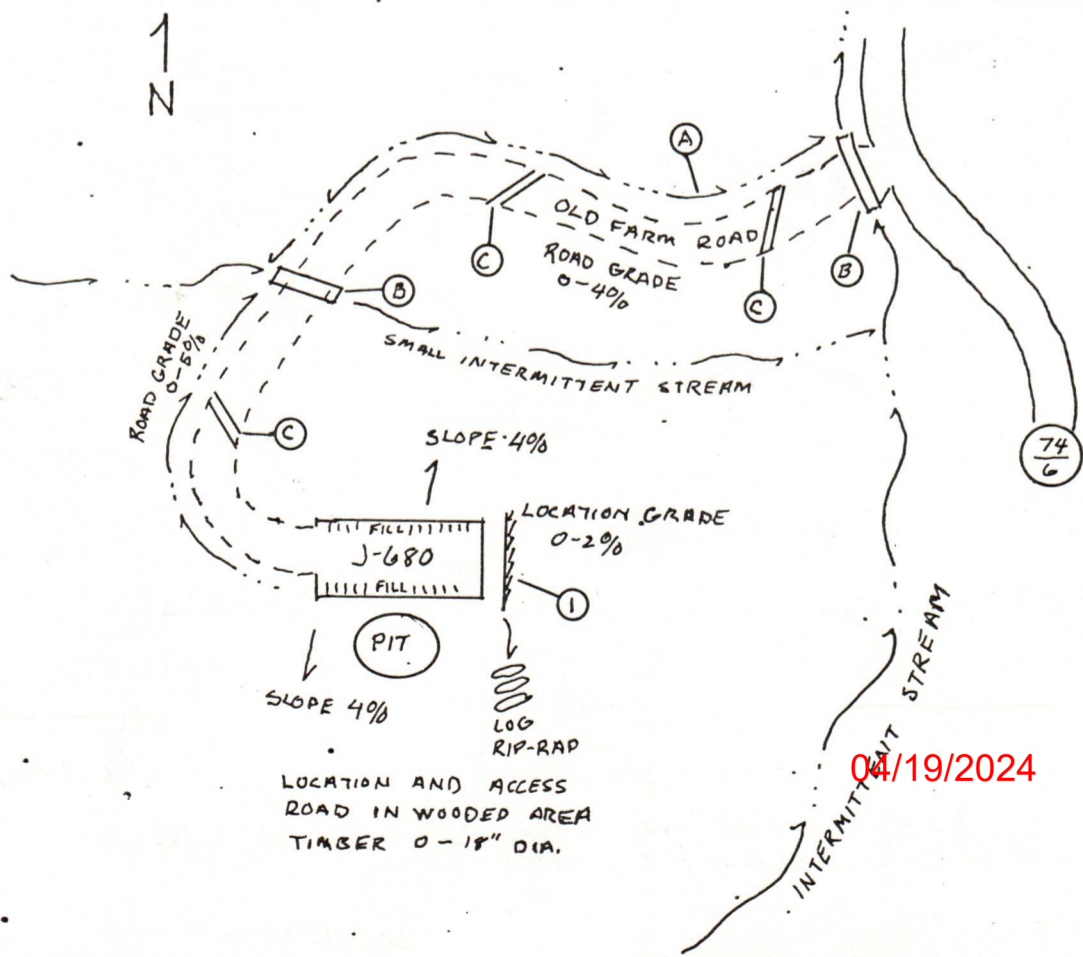 N
A
OLD FARM ROAD
ROAD GRADE
0-4%
C
C
B
B
SMALL INTERMITTENT STREAM
ROAD GRADE
0-5%
C
74
6
SLOPE 4%
LOCATION GRADE
0-2%
FILL
J-680
FILL
1
PIT
SLOPE 4%
LOG
RIP-RAP
LOCATION AND ACCESS
ROAD IN WOODED AREA
TIMBER 0-18" DIA.
INTERMITTENT STREAM
04/19/2024